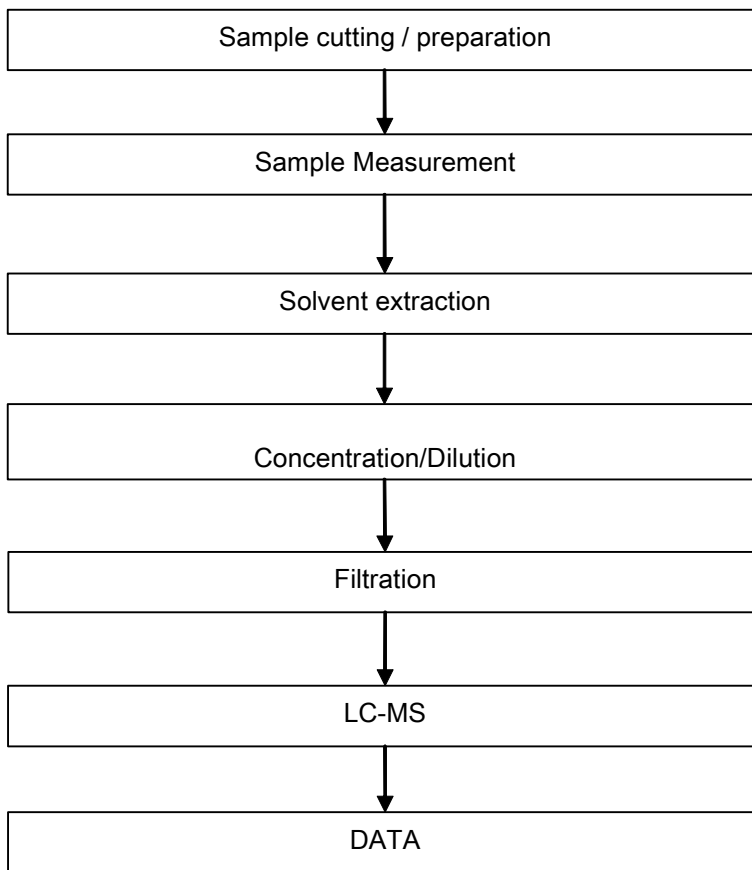 Sample cutting / preparation
Sample Measurement
Solvent extraction
Concentration/Dilution
Filtration
LC-MS
DATA